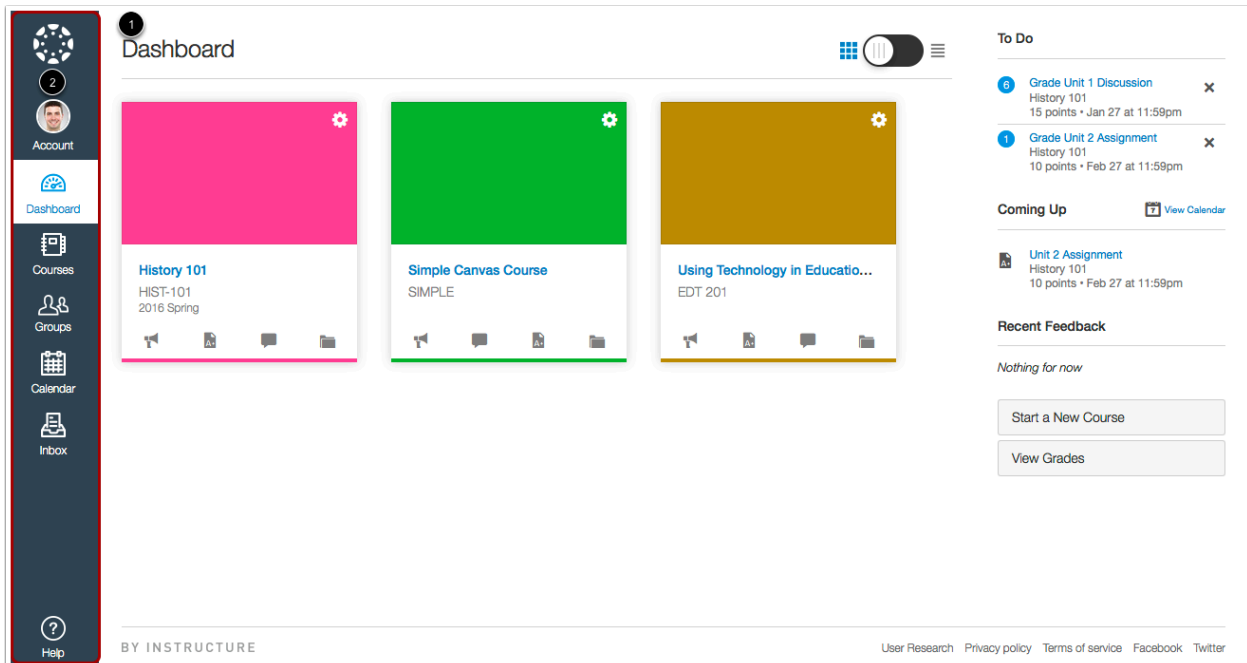 1
Dashboard
2
Account
Dashboard
Courses
Groups
Calendar
Inbox
Help
History 101
HIST-101
2016 Spring
Simple Canvas Course
SIMPLE
Using Technology in Educatio...
EDT 201
To Do
6
Grade Unit 1 Discussion
History 101
15 points • Jan 27 at 11:59pm
1
Grade Unit 2 Assignment
History 101
10 points • Feb 27 at 11:59pm
Coming Up
7 View Calendar
Unit 2 Assignment
History 101
10 points • Feb 27 at 11:59pm
Recent Feedback
Nothing for now
Start a New Course
View Grades
BY INSTRUCTURE
User Research Privacy policy Terms of service Facebook Twitter